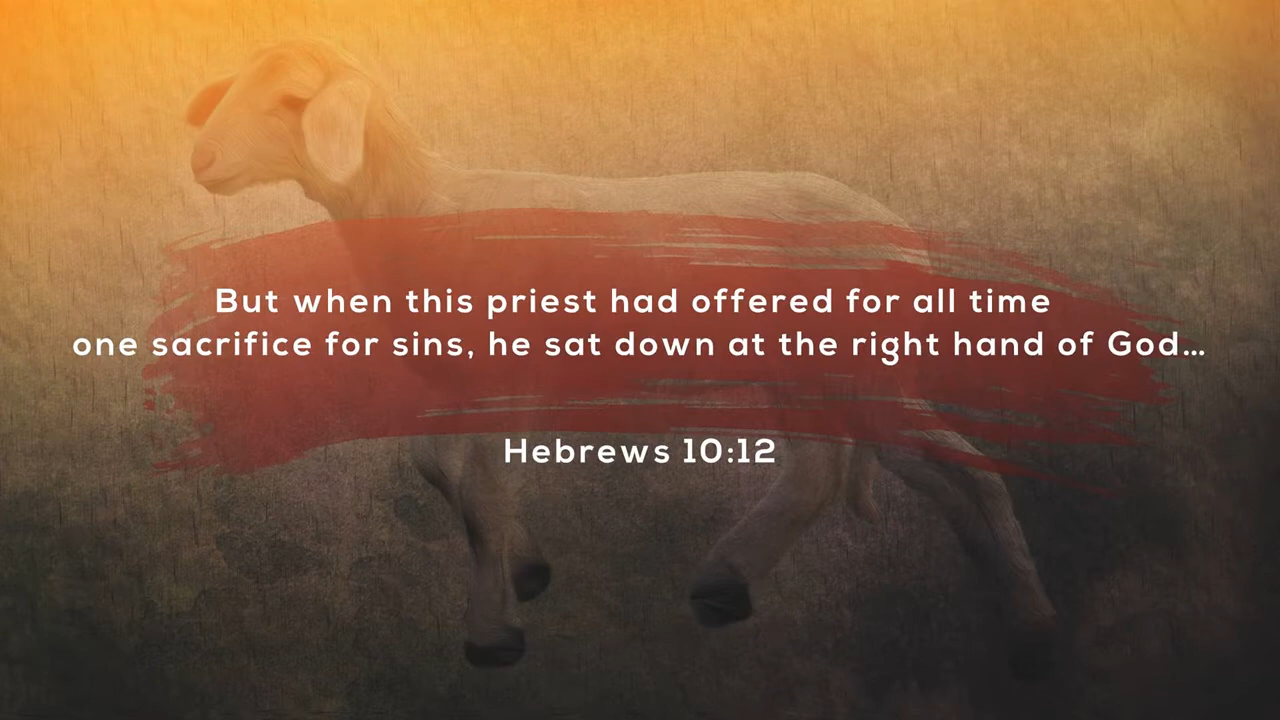 But when this priest had offered for all time
one sacrifice for sins, he sat down at the right hand of God…
Hebrews 10:12